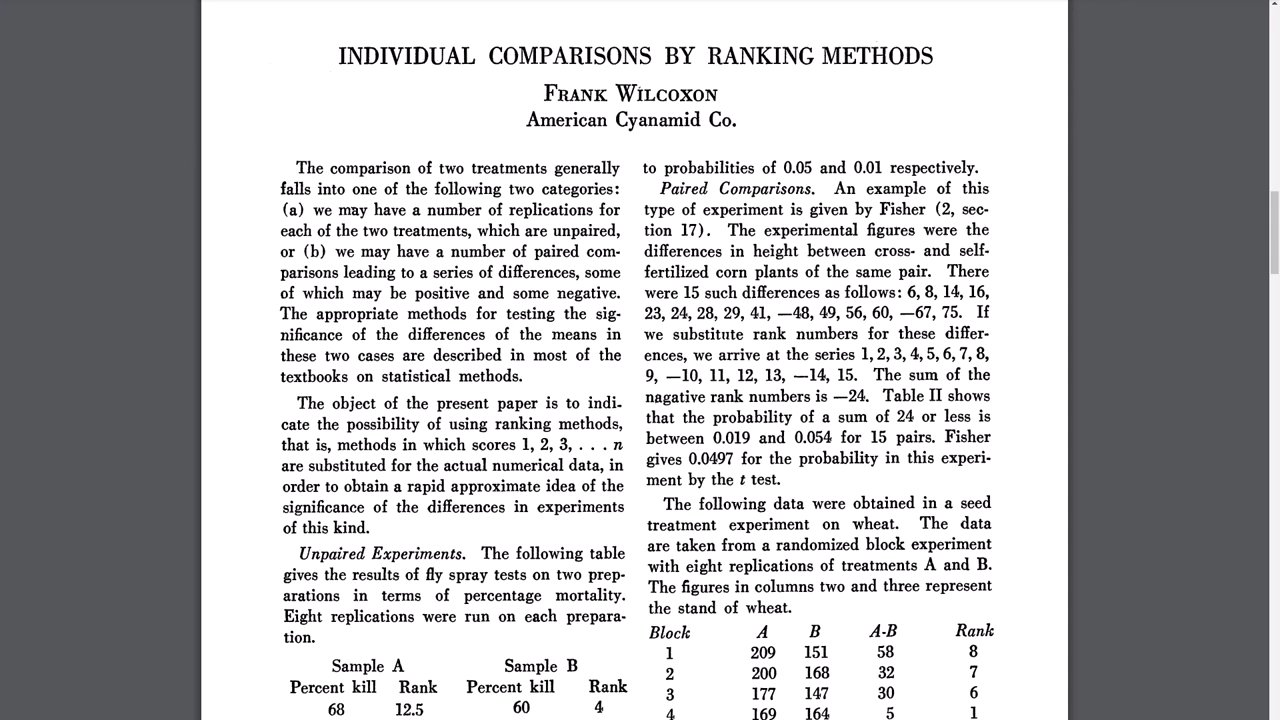 INDIVIDUAL COMPARISONS BY RANKING METHODS
FRANK WILCOXON
American Cyanamid Co.
The comparison of two treatments generally
falls into one of the following two categories:
(a) we may have a number of replications for
each of the two treatments, which are unpaired,
or (b) we may have a number of paired com-
parisons leading to a series of differences, some
of which may be positive and some negative.
The appropriate methods for testing the sig-
nificance of the differences of the means in
these two cases are described in most of the
textbooks on statistical methods.
The object of the present paper is to indi-
cate the possibility of using ranking methods,
that is, methods in which scores 1, 2, 3, . . . n
are substituted for the actual numerical data, in
order to obtain a rapid approximate idea of the
significance of the differences in experiments
of this kind.
Unpaired Experiments. The following table
gives the results of fly spray tests on two prep-
arations in terms of percentage mortality.
Eight replications were run on each prepara-
tion.
Sample A Sample B
Percent kill Rank Percent kill Rank
68 12.5 60 4
to probabilities of 0.05 and 0.01 respectively.
Paired Comparisons. An example of this
type of experiment is given by Fisher (2, sec-
tion 17). The experimental figures were the
differences in height between cross- and self-
fertilized corn plants of the same pair. There
were 15 such differences as follows: 6, 8, 14, 16,
23, 24, 28, 29, 41, —48, 49, 56, 60, —67, 75. If
we substitute rank numbers for these differ-
ences, we arrive at the series 1, 2, 3, 4, 5, 6, 7, 8,
9, —10, 11, 12, 13, —14, 15. The sum of the
nagative rank numbers is —24. Table II shows
that the probability of a sum of 24 or less is
between 0.019 and 0.054 for 15 pairs. Fisher
gives 0.0497 for the probability in this experi-
ment by the t test.
The following data were obtained in a seed
treatment experiment on wheat. The data
are taken from a randomized block experiment
with eight replications of treatments A and B.
The figures in columns two and three represent
the stand of wheat.
Block A B A-B Rank
1 209 151 58 8
2 200 168 32 7
3 177 147 30 6
4 169 164 5 1